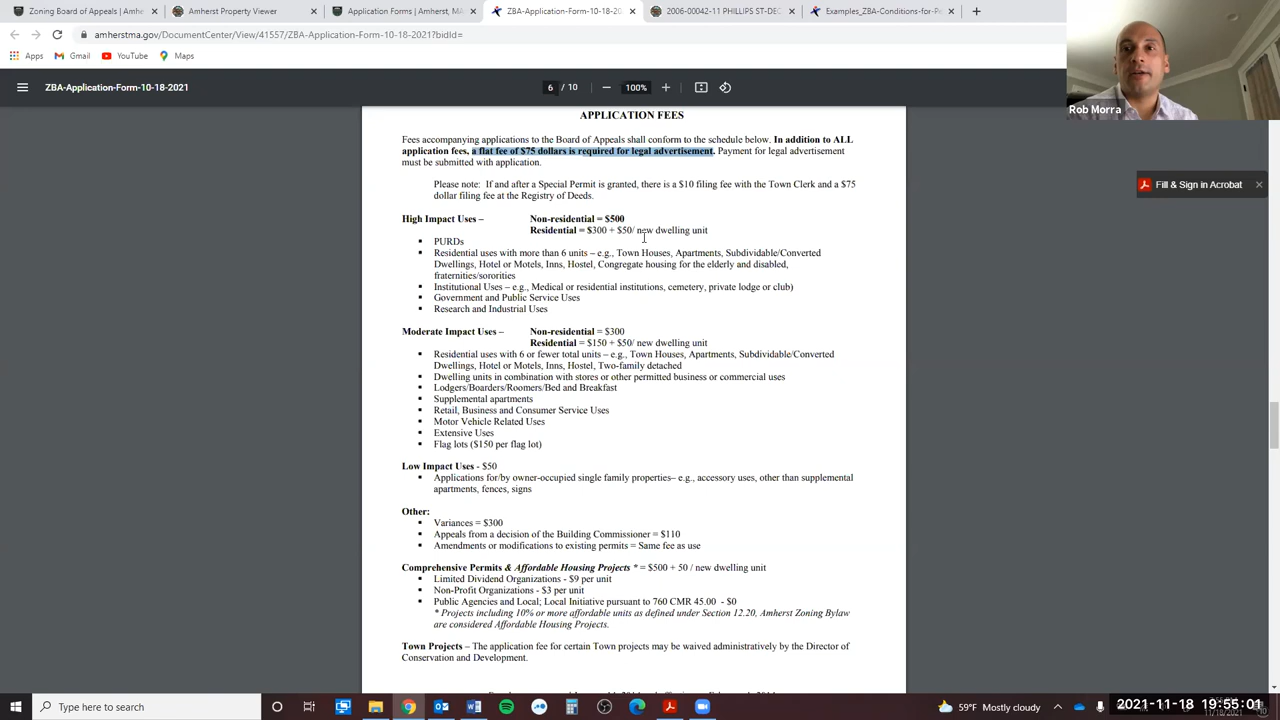 Zoning Board of Appeals (ZBA) |
Amherst Property Viewer
Application Forms | Amherst, MA
ZBA-Application-Form-10-18-20
2006-00042-11 PHILLIPS ST-DEC
Examples_ZBA-Conditions-for-P
amherstma.gov/DocumentCenter/View/41557/ZBA-Application-Form-10-18-2021?bidId=
Apps Gmail YouTube Maps
ZBA-Application-Form-10-18-2021
6 / 10
100%
Rob Morra
Fill & Sign in Acrobat
APPLICATION FEES
Fees accompanying applications to the Board of Appeals shall conform to the schedule below. In addition to ALL
application fees, a flat fee of $75 dollars is required for legal advertisement. Payment for legal advertisement
must be submitted with application.
Please note: If and after a Special Permit is granted, there is a $10 filing fee with the Town Clerk and a $75
dollar filing fee at the Registry of Deeds.
High Impact Uses – Non-residential = $500
Residential = $300 + $50/ new dwelling unit
▪ PURDs
▪ Residential uses with more than 6 units – e.g., Town Houses, Apartments, Subdividable/Converted
Dwellings, Hotel or Motels, Inns, Hostel, Congregate housing for the elderly and disabled,
fraternities/sororities
▪ Institutional Uses – e.g., Medical or residential institutions, cemetery, private lodge or club)
▪ Government and Public Service Uses
▪ Research and Industrial Uses
Moderate Impact Uses – Non-residential = $300
Residential = $150 + $50/ new dwelling unit
▪ Residential uses with 6 or fewer total units – e.g., Town Houses, Apartments, Subdividable/Converted
Dwellings, Hotel or Motels, Inns, Hostel, Two-family detached
▪ Dwelling units in combination with stores or other permitted business or commercial uses
▪ Lodgers/Boarders/Roomers/Bed and Breakfast
▪ Supplemental apartments
▪ Retail, Business and Consumer Service Uses
▪ Motor Vehicle Related Uses
▪ Extensive Uses
▪ Flag lots ($150 per flag lot)
Low Impact Uses - $50
▪ Applications for/by owner-occupied single family properties– e.g., accessory uses, other than supplemental
apartments, fences, signs
Other:
▪ Variances = $300
▪ Appeals from a decision of the Building Commissioner = $110
▪ Amendments or modifications to existing permits = Same fee as use
Comprehensive Permits & Affordable Housing Projects * = $500 + 50 / new dwelling unit
▪ Limited Dividend Organizations - $9 per unit
▪ Non-Profit Organizations - $3 per unit
▪ Public Agencies and Local; Local Initiative pursuant to 760 CMR 45.00 - $0
* Projects including 10% or more affordable units as defined under Section 12.20, Amherst Zoning Bylaw
are considered Affordable Housing Projects.
Town Projects – The application fee for certain Town projects may be waived administratively by the Director of
Conservation and Development.
Type here to search
59°F Mostly cloudy
2021-11-18 19:55:01